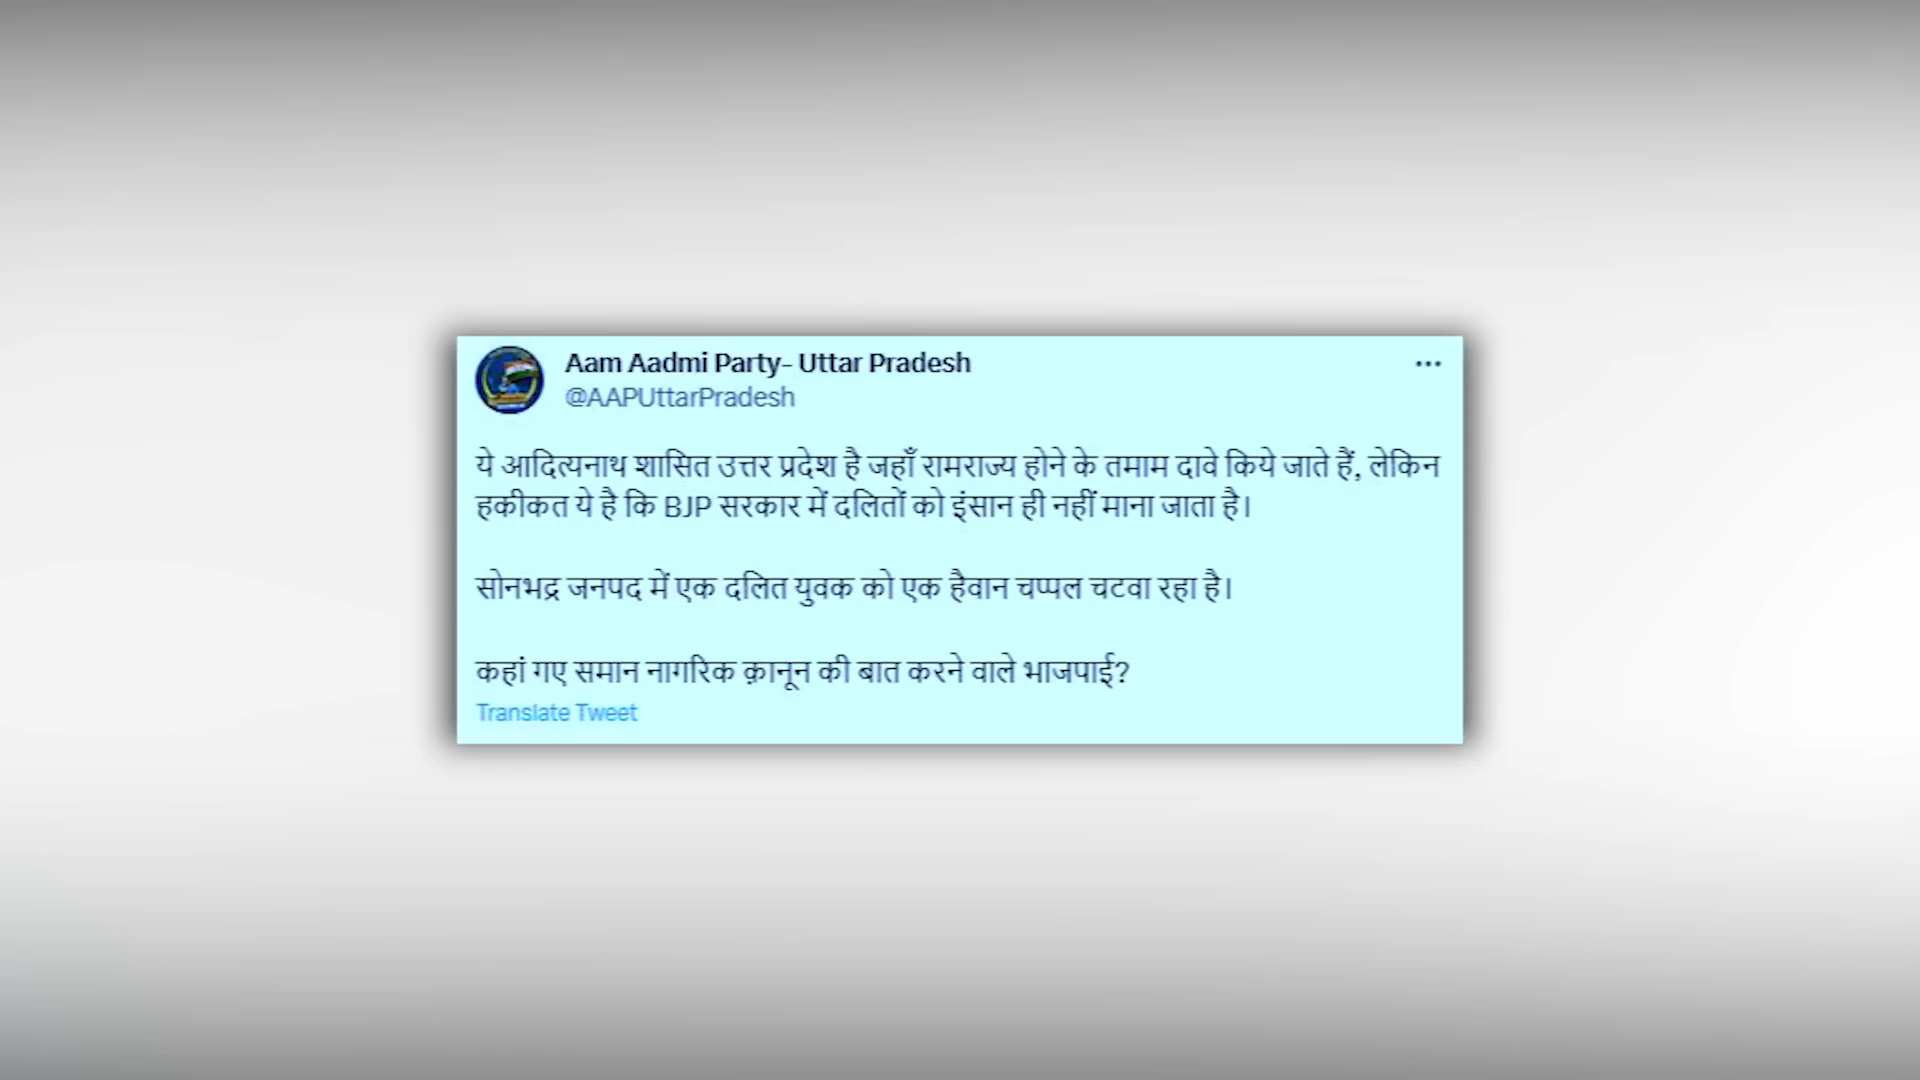 Aam Aadmi Party- Uttar Pradesh
@AAPUttarPradesh
ये आदित्यनाथ शासित उत्तर प्रदेश है जहाँ रामराज्य होने के तमाम दावे किये जाते हैं, लेकिन
हकीकत ये है कि BJP सरकार में दलितों को इंसान ही नहीं माना जाता है।
सोनभद्र जनपद में एक दलित युवक को एक हैवान चप्पल चटवा रहा है।
कहां गए समान नागरिक क़ानून की बात करने वाले भाजपाई?
Translate Tweet